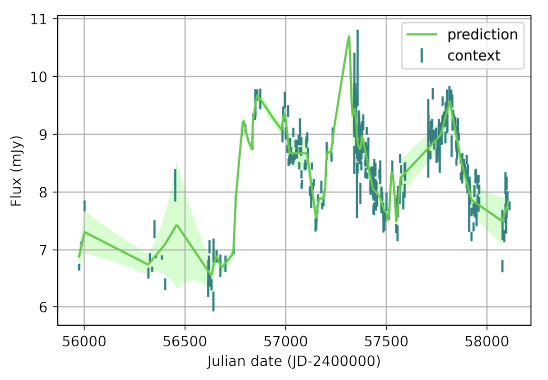 11
10
9
8
7
6
Flux (mJy)
prediction
context
56000 56500 57000 57500 58000
Julian date (JD-2400000)